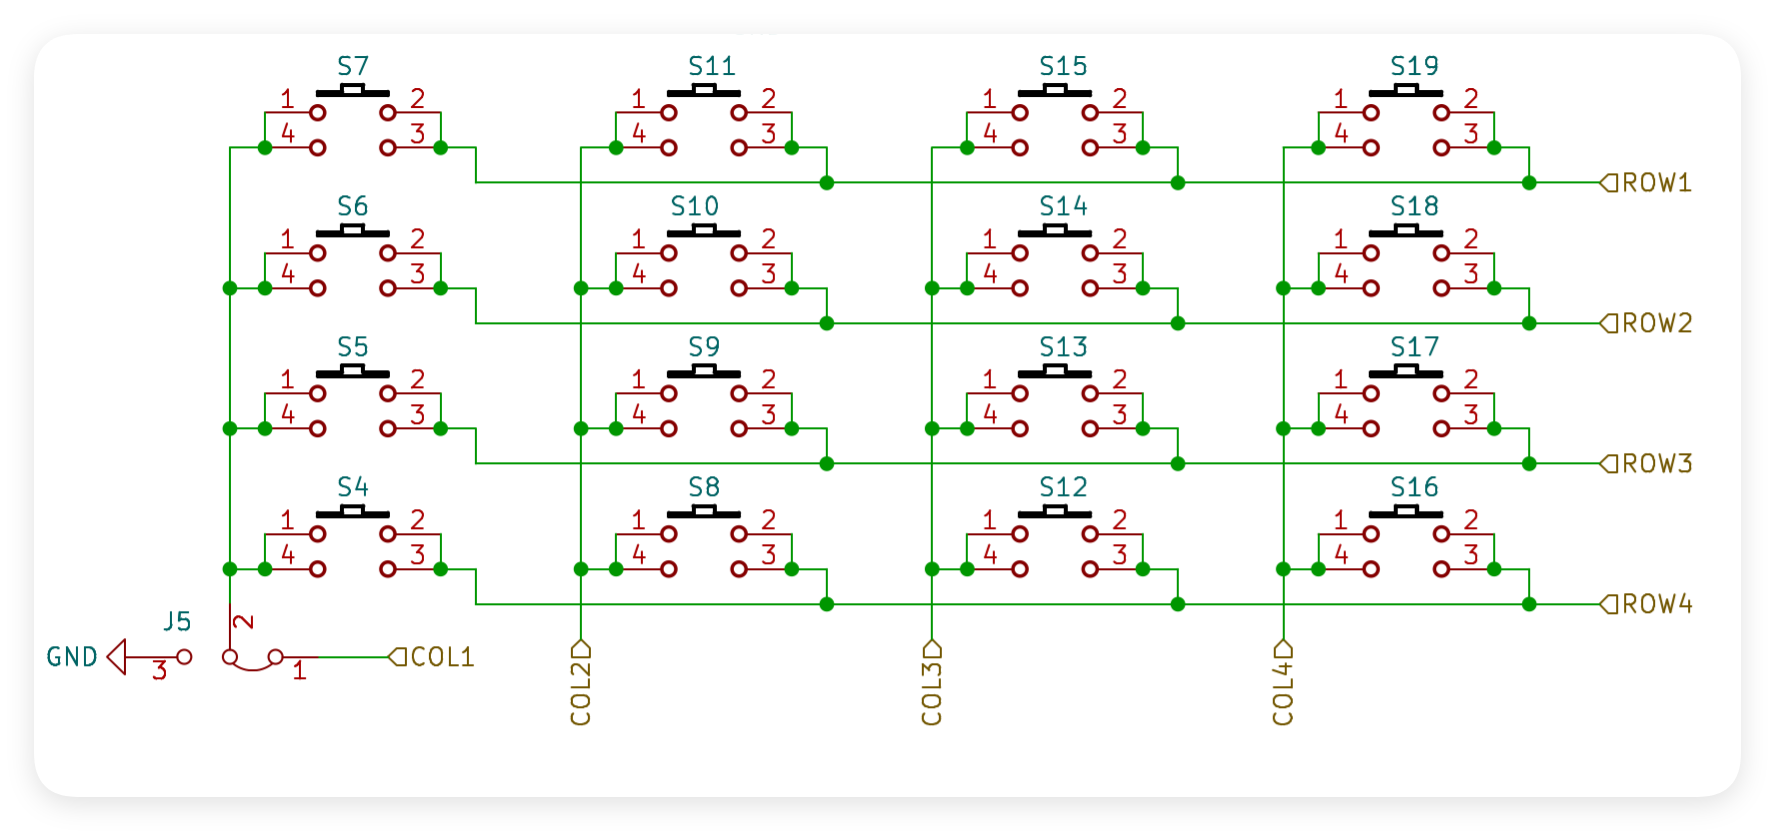 S7 S11 S15 S19
1 2 1 2 1 2 1 2
4 3 4 3 4 3 4 3
ROW1
S6 S10 S14 S18
1 2 1 2 1 2 1 2
4 3 4 3 4 3 4 3
ROW2
S5 S9 S13 S17
1 2 1 2 1 2 1 2
4 3 4 3 4 3 4 3
ROW3
S4 S8 S12 S16
1 2 1 2 1 2 1 2
4 3 4 3 4 3 4 3
ROW4
J5 2
GND 3 1 COL1
COL2 COL3 COL4